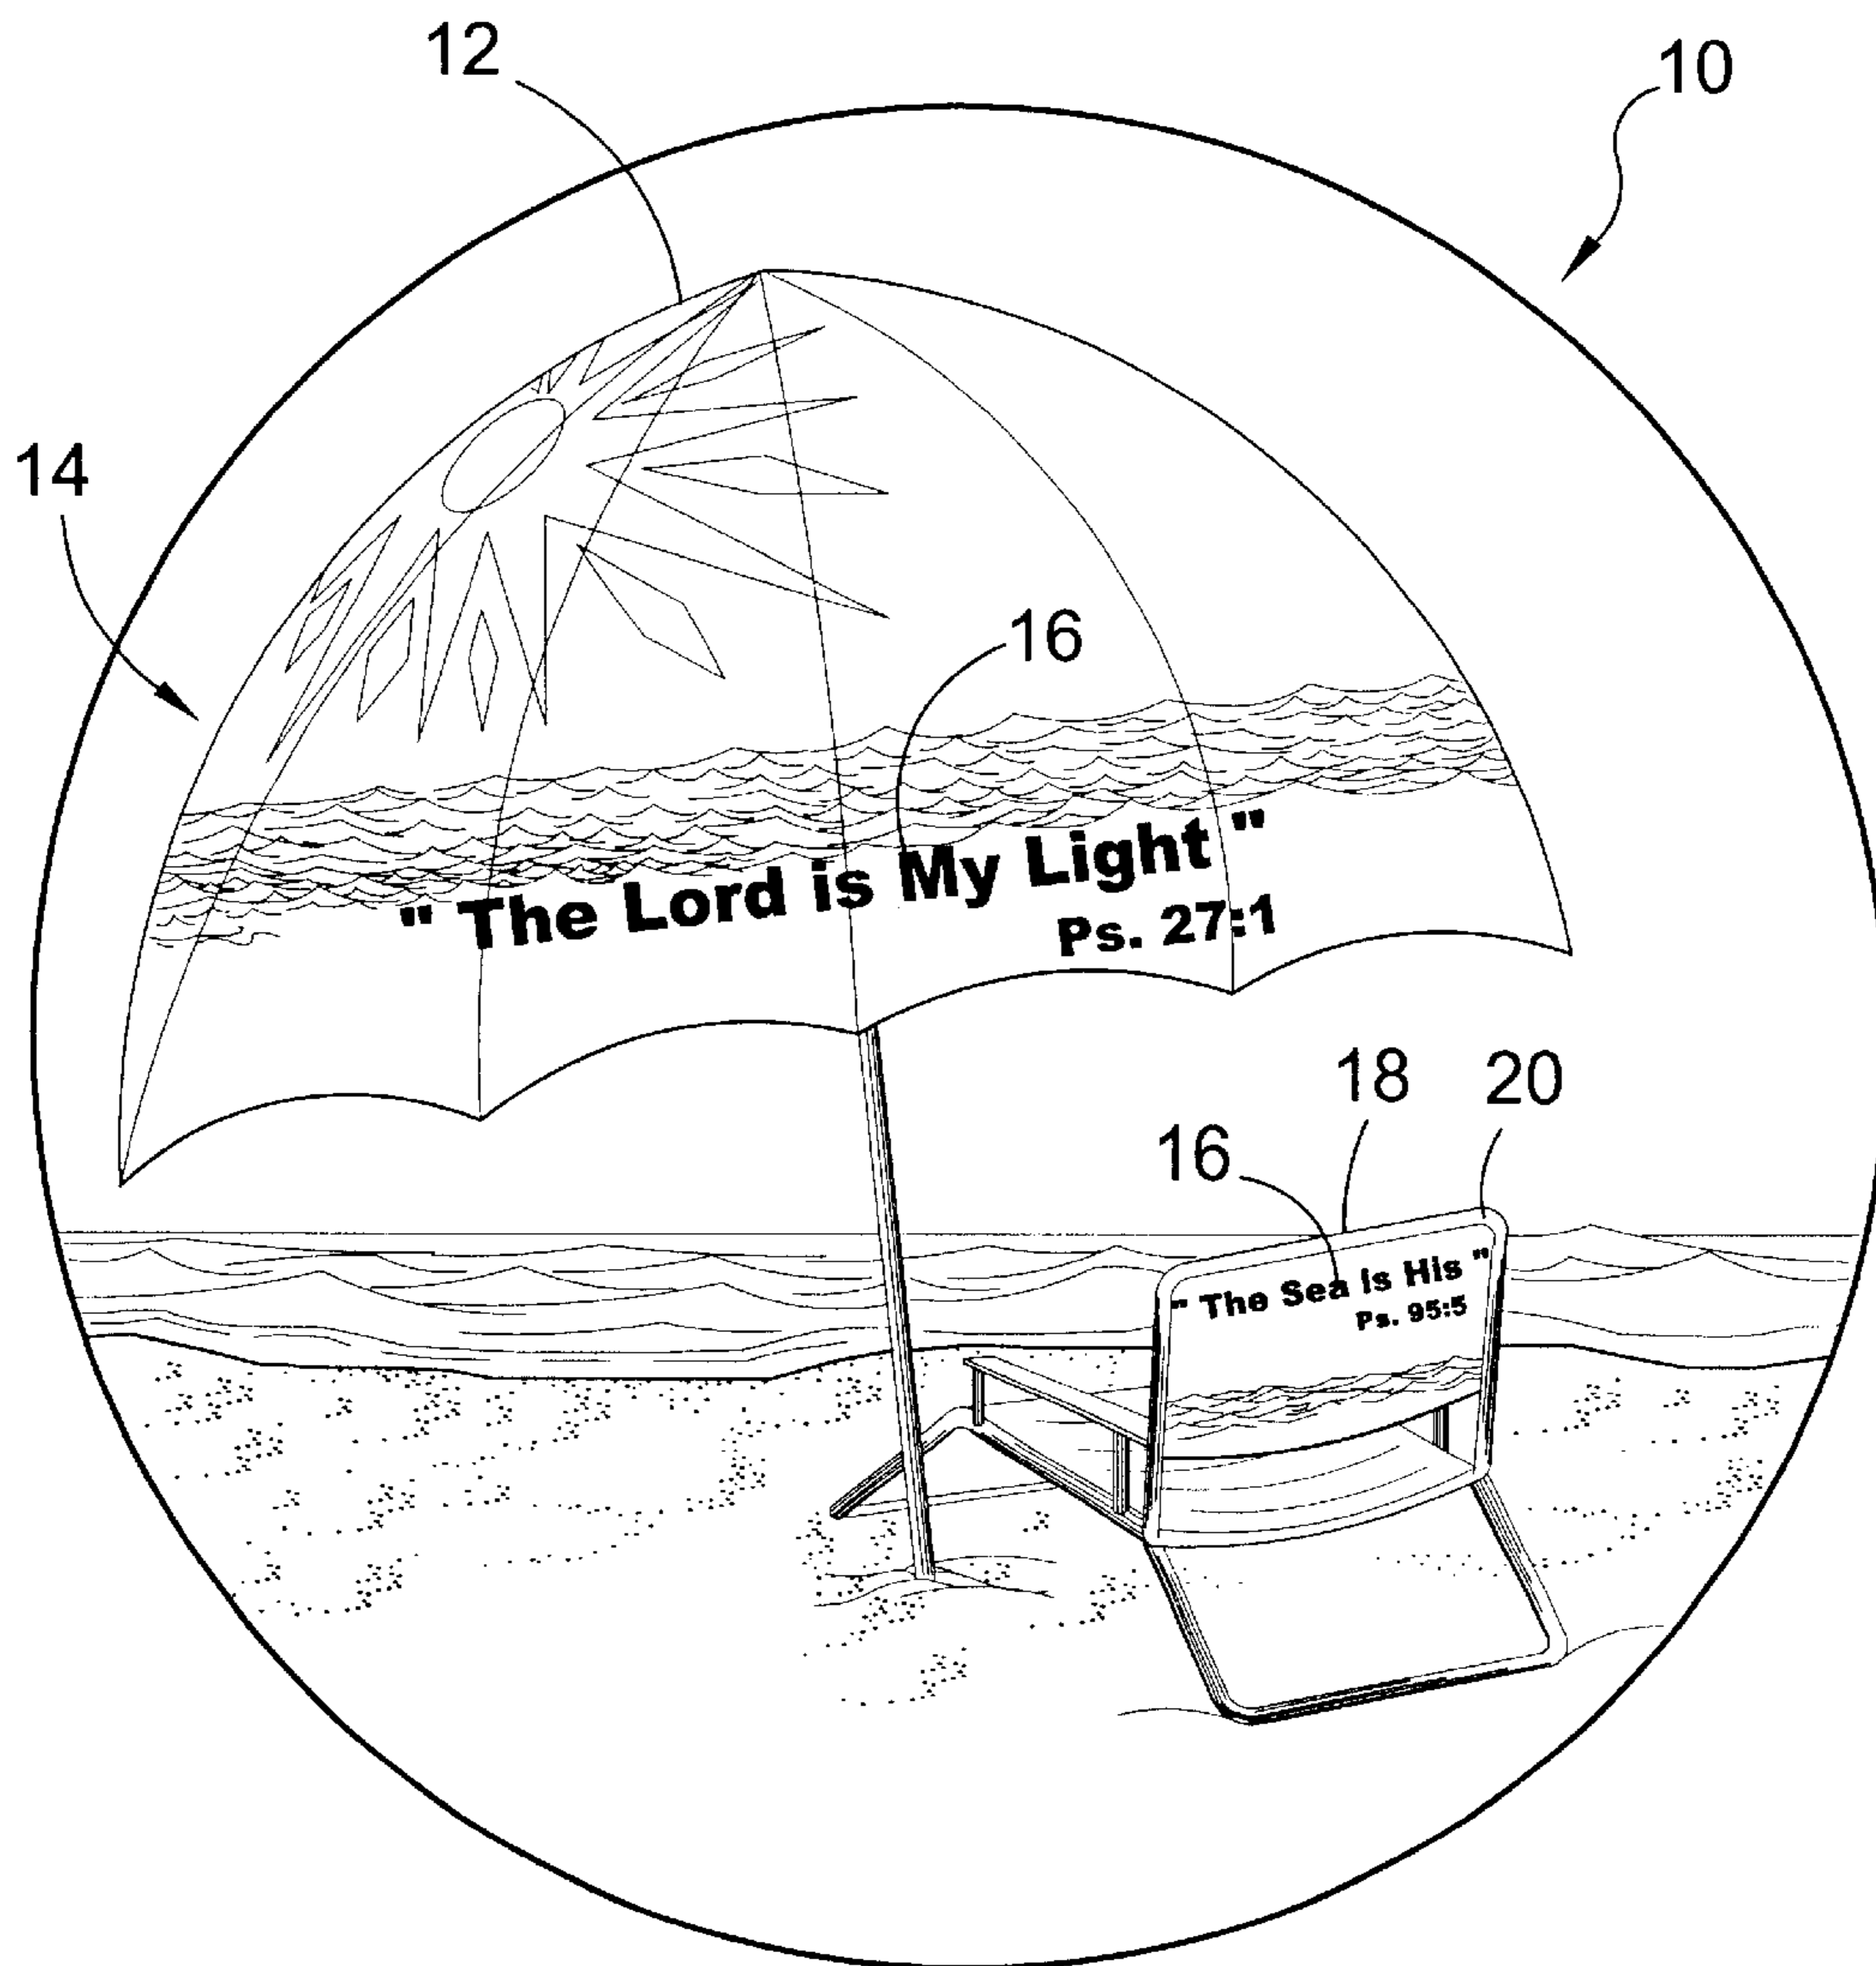 12
10
14
16
" The Lord is My Light "
Ps. 27:1
18
20
16
" The Sea is His "
Ps. 95:5